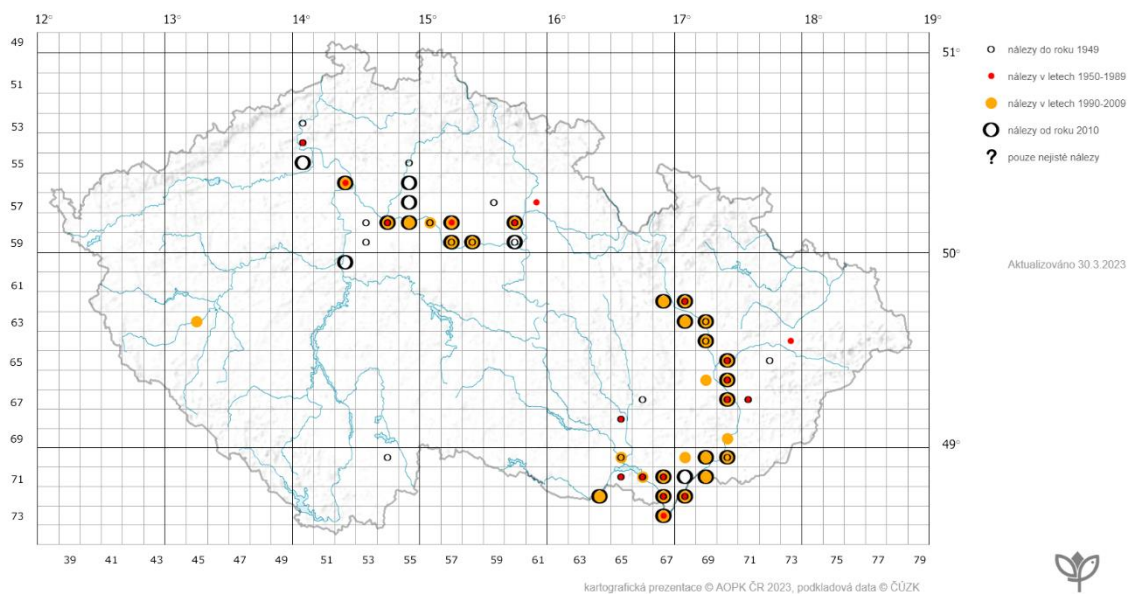 12° 13° 14° 15° 16° 17° 18° 19°
49
51°
51
53
55
57
59
50°
61
63
65
67
69
49°
71
73
39 41 43 45 47 49 51 53 55 57 59 61 63 65 67 69 71 73 75 77 79
nálezy do roku 1949
nálezy v letech 1950-1989
nálezy v letech 1990-2009
nálezy od roku 2010
? pouze nejisté nálezy
Aktualizováno 30.3.2023
kartografická prezentace © AOPK ČR 2023, podkladová data © ČÚZK